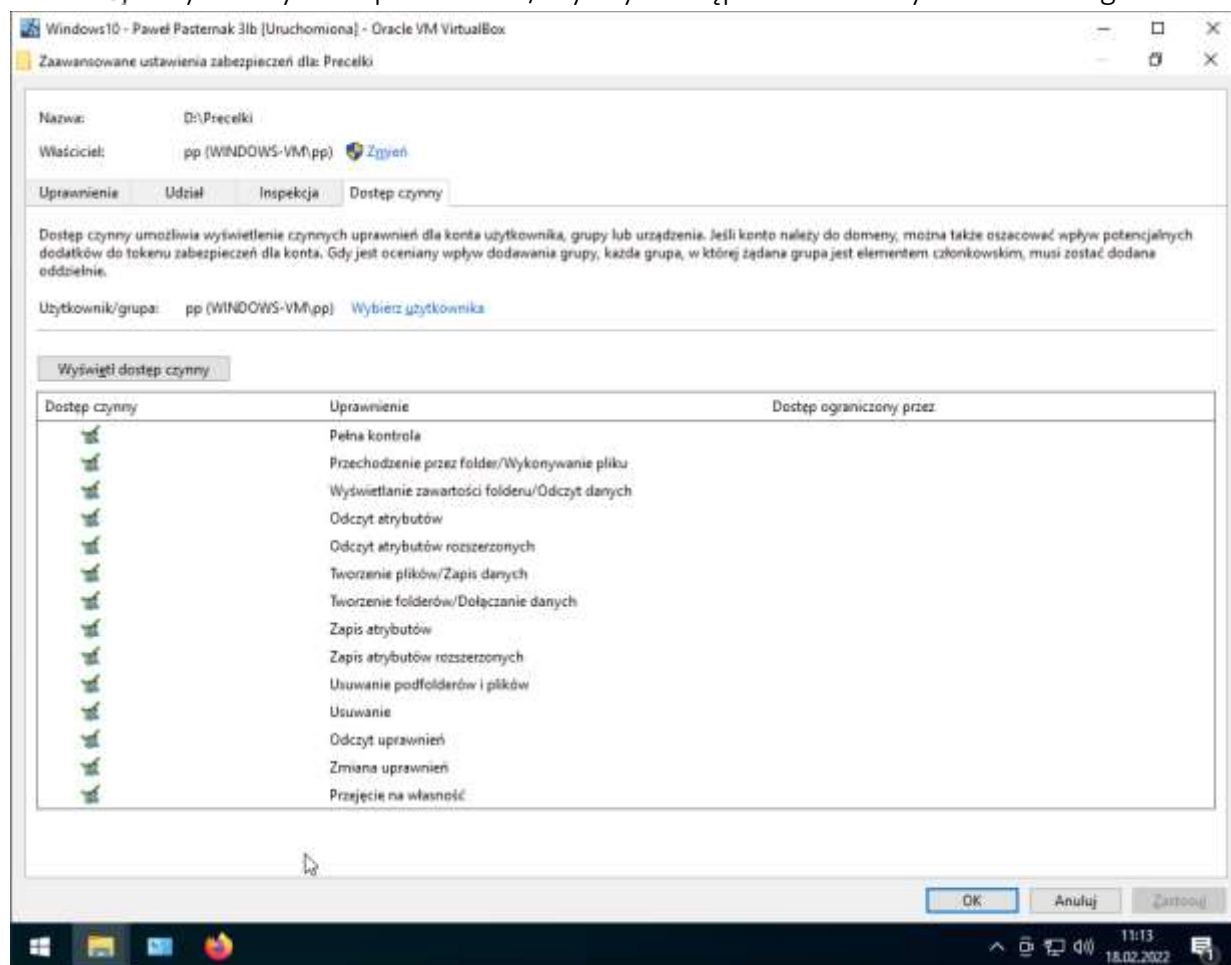 Windows10 - Paweł Pasternak 3lb [Uruchomiona] - Oracle VM VirtualBox
Zaawansowane ustawienia zabezpieczeń dla: Precelki
Nazwa: D:\Precelki
Właściciel: pp (WINDOWS-VM\pp) Zmień
Uprawnienia Udział Inspekcja Dostęp czynny
Dostęp czynny umożliwia wyświetlenie czynnych uprawnień dla konta użytkownika, grupy lub urządzenia. Jeśli konto należy do domeny, można także oszacować wpływ potencjalnych
dodatków do tokenu zabezpieczeń dla konta. Gdy jest oceniany wpływ dodawania grupy, każda grupa, w której żądana grupa jest elementem członkowskim, musi zostać dodana
oddzielnie.
Użytkownik/grupa: pp (WINDOWS-VM\pp) Wybierz użytkownika
Wyświetl dostęp czynny
Dostęp czynny Uprawnienie Dostęp ograniczony przez
Pełna kontrola
Przechodzenie przez folder/Wykonywanie pliku
Wyświetlanie zawartości folderu/Odczyt danych
Odczyt atrybutów
Odczyt atrybutów rozszerzonych
Tworzenie plików/Zapis danych
Tworzenie folderów/Dołączanie danych
Zapis atrybutów
Zapis atrybutów rozszerzonych
Usuwanie podfolderów i plików
Usuwanie
Odczyt uprawnień
Zmiana uprawnień
Przejęcie na własność
OK Anuluj Zastosuj
11:13
18.02.2022